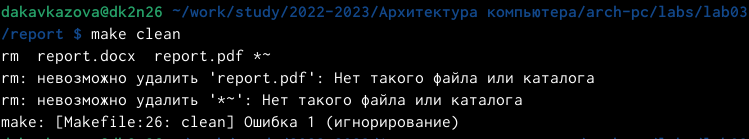 dakavkazova@dk2n26 ~/work/study/2022-2023/Архитектура компьютера/arch-pc/labs/lab03
/report $ make clean
rm  report.docx  report.pdf *~
rm: невозможно удалить 'report.pdf': Нет такого файла или каталога
rm: невозможно удалить '*~': Нет такого файла или каталога
make: [Makefile:26: clean] Ошибка 1 (игнорирование)